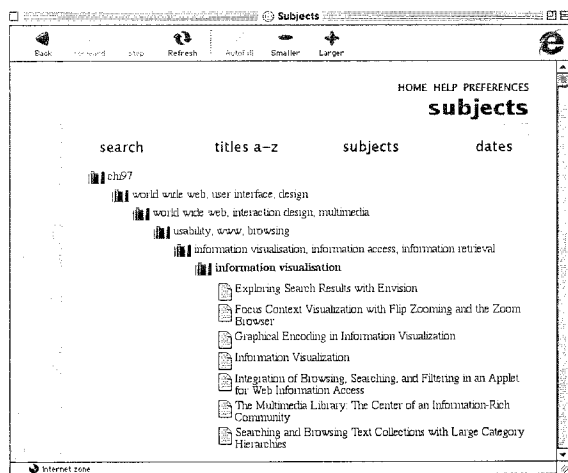 Subjects
Back forward stop Refresh AutoFill Smaller Larger
HOME HELP PREFERENCES
subjects
search titles a-z subjects dates
chi97
world wide web, user interface, design
world wide web, interaction design, multimedia
usability, www, browsing
information visualisation, information access, information retrieval
information visualisation
Exploring Search Results with Envision
Focus Context Visualization with Flip Zooming and the Zoom
Browser
Graphical Encoding in Information Visualization
Information Visualization
Integration of Browsing, Searching, and Filtering in an Applet
for Web Information Access
The Multimedia Library: The Center of an Information-Rich
Community
Searching and Browsing Text Collections with Large Category
Hierarchies
Internet zone